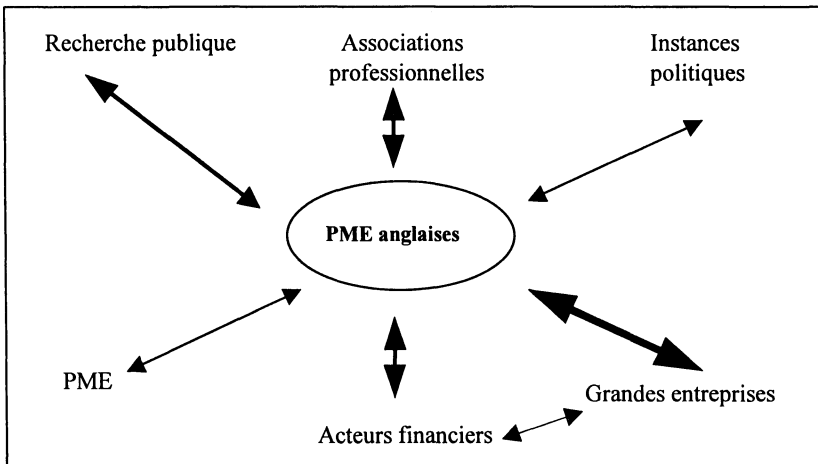 Recherche publique
Associations
professionnelles
Instances
politiques
PME anglaises
PME
Grandes entreprises
Acteurs financiers